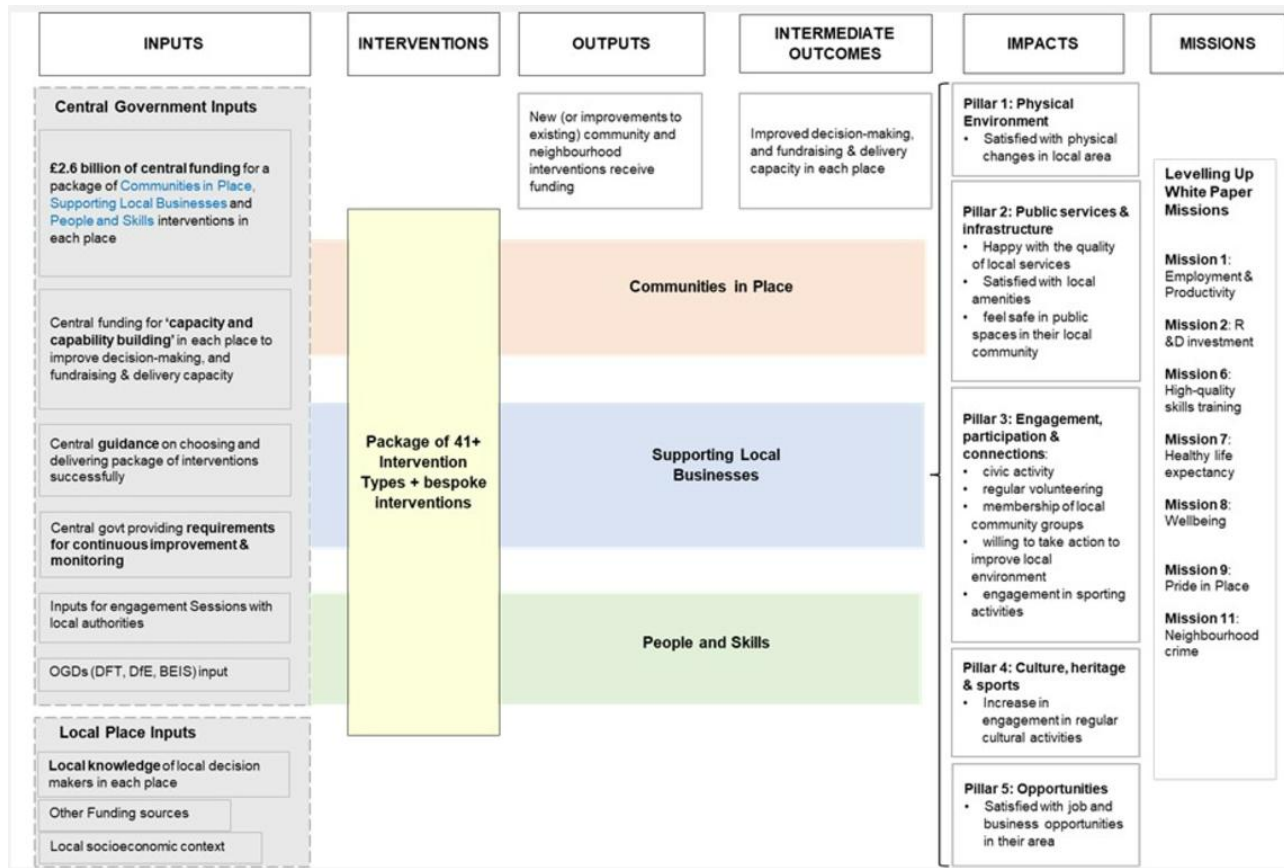 INPUTS
INTERVENTIONS
OUTPUTS
INTERMEDIATE
OUTCOMES
IMPACTS
MISSIONS
Central Government Inputs
£2.6 billion of central funding for a
package of Communities in Place,
Supporting Local Businesses and
People and Skills interventions in
each place
Central funding for ‘capacity and
capability building’ in each place to
improve decision-making, and
fundraising & delivery capacity
Central guidance on choosing and
delivering package of interventions
successfully
Central govt providing requirements
for continuous improvement &
monitoring
Inputs for engagement Sessions with
local authorities
OGDs (DFT, DfE, BEIS) input
Local Place Inputs
Local knowledge of local decision
makers in each place
Other Funding sources
Local socioeconomic context
Package of 41+
Intervention
Types + bespoke
interventions
New (or improvements to
existing) community and
neighbourhood
interventions receive
funding
Improved decision-making,
and fundraising & delivery
capacity in each place
Communities in Place
Supporting Local
Businesses
People and Skills
Pillar 1: Physical
Environment
• Satisfied with physical
changes in local area
Pillar 2: Public services &
infrastructure
• Happy with the quality
of local services
• Satisfied with local
amenities
• feel safe in public
spaces in their local
community
Pillar 3: Engagement,
participation &
connections:
• civic activity
• regular volunteering
• membership of local
community groups
• willing to take action to
improve local
environment
• engagement in sporting
activities
Pillar 4: Culture, heritage
& sports
• Increase in
engagement in regular
cultural activities
Pillar 5: Opportunities
• Satisfied with job and
business opportunities
in their area
Levelling Up
White Paper
Missions
Mission 1:
Employment &
Productivity
Mission 2: R
&D investment
Mission 6:
High-quality
skills training
Mission 7:
Healthy life
expectancy
Mission 8:
Wellbeing
Mission 9:
Pride in Place
Mission 11:
Neighbourhood
crime